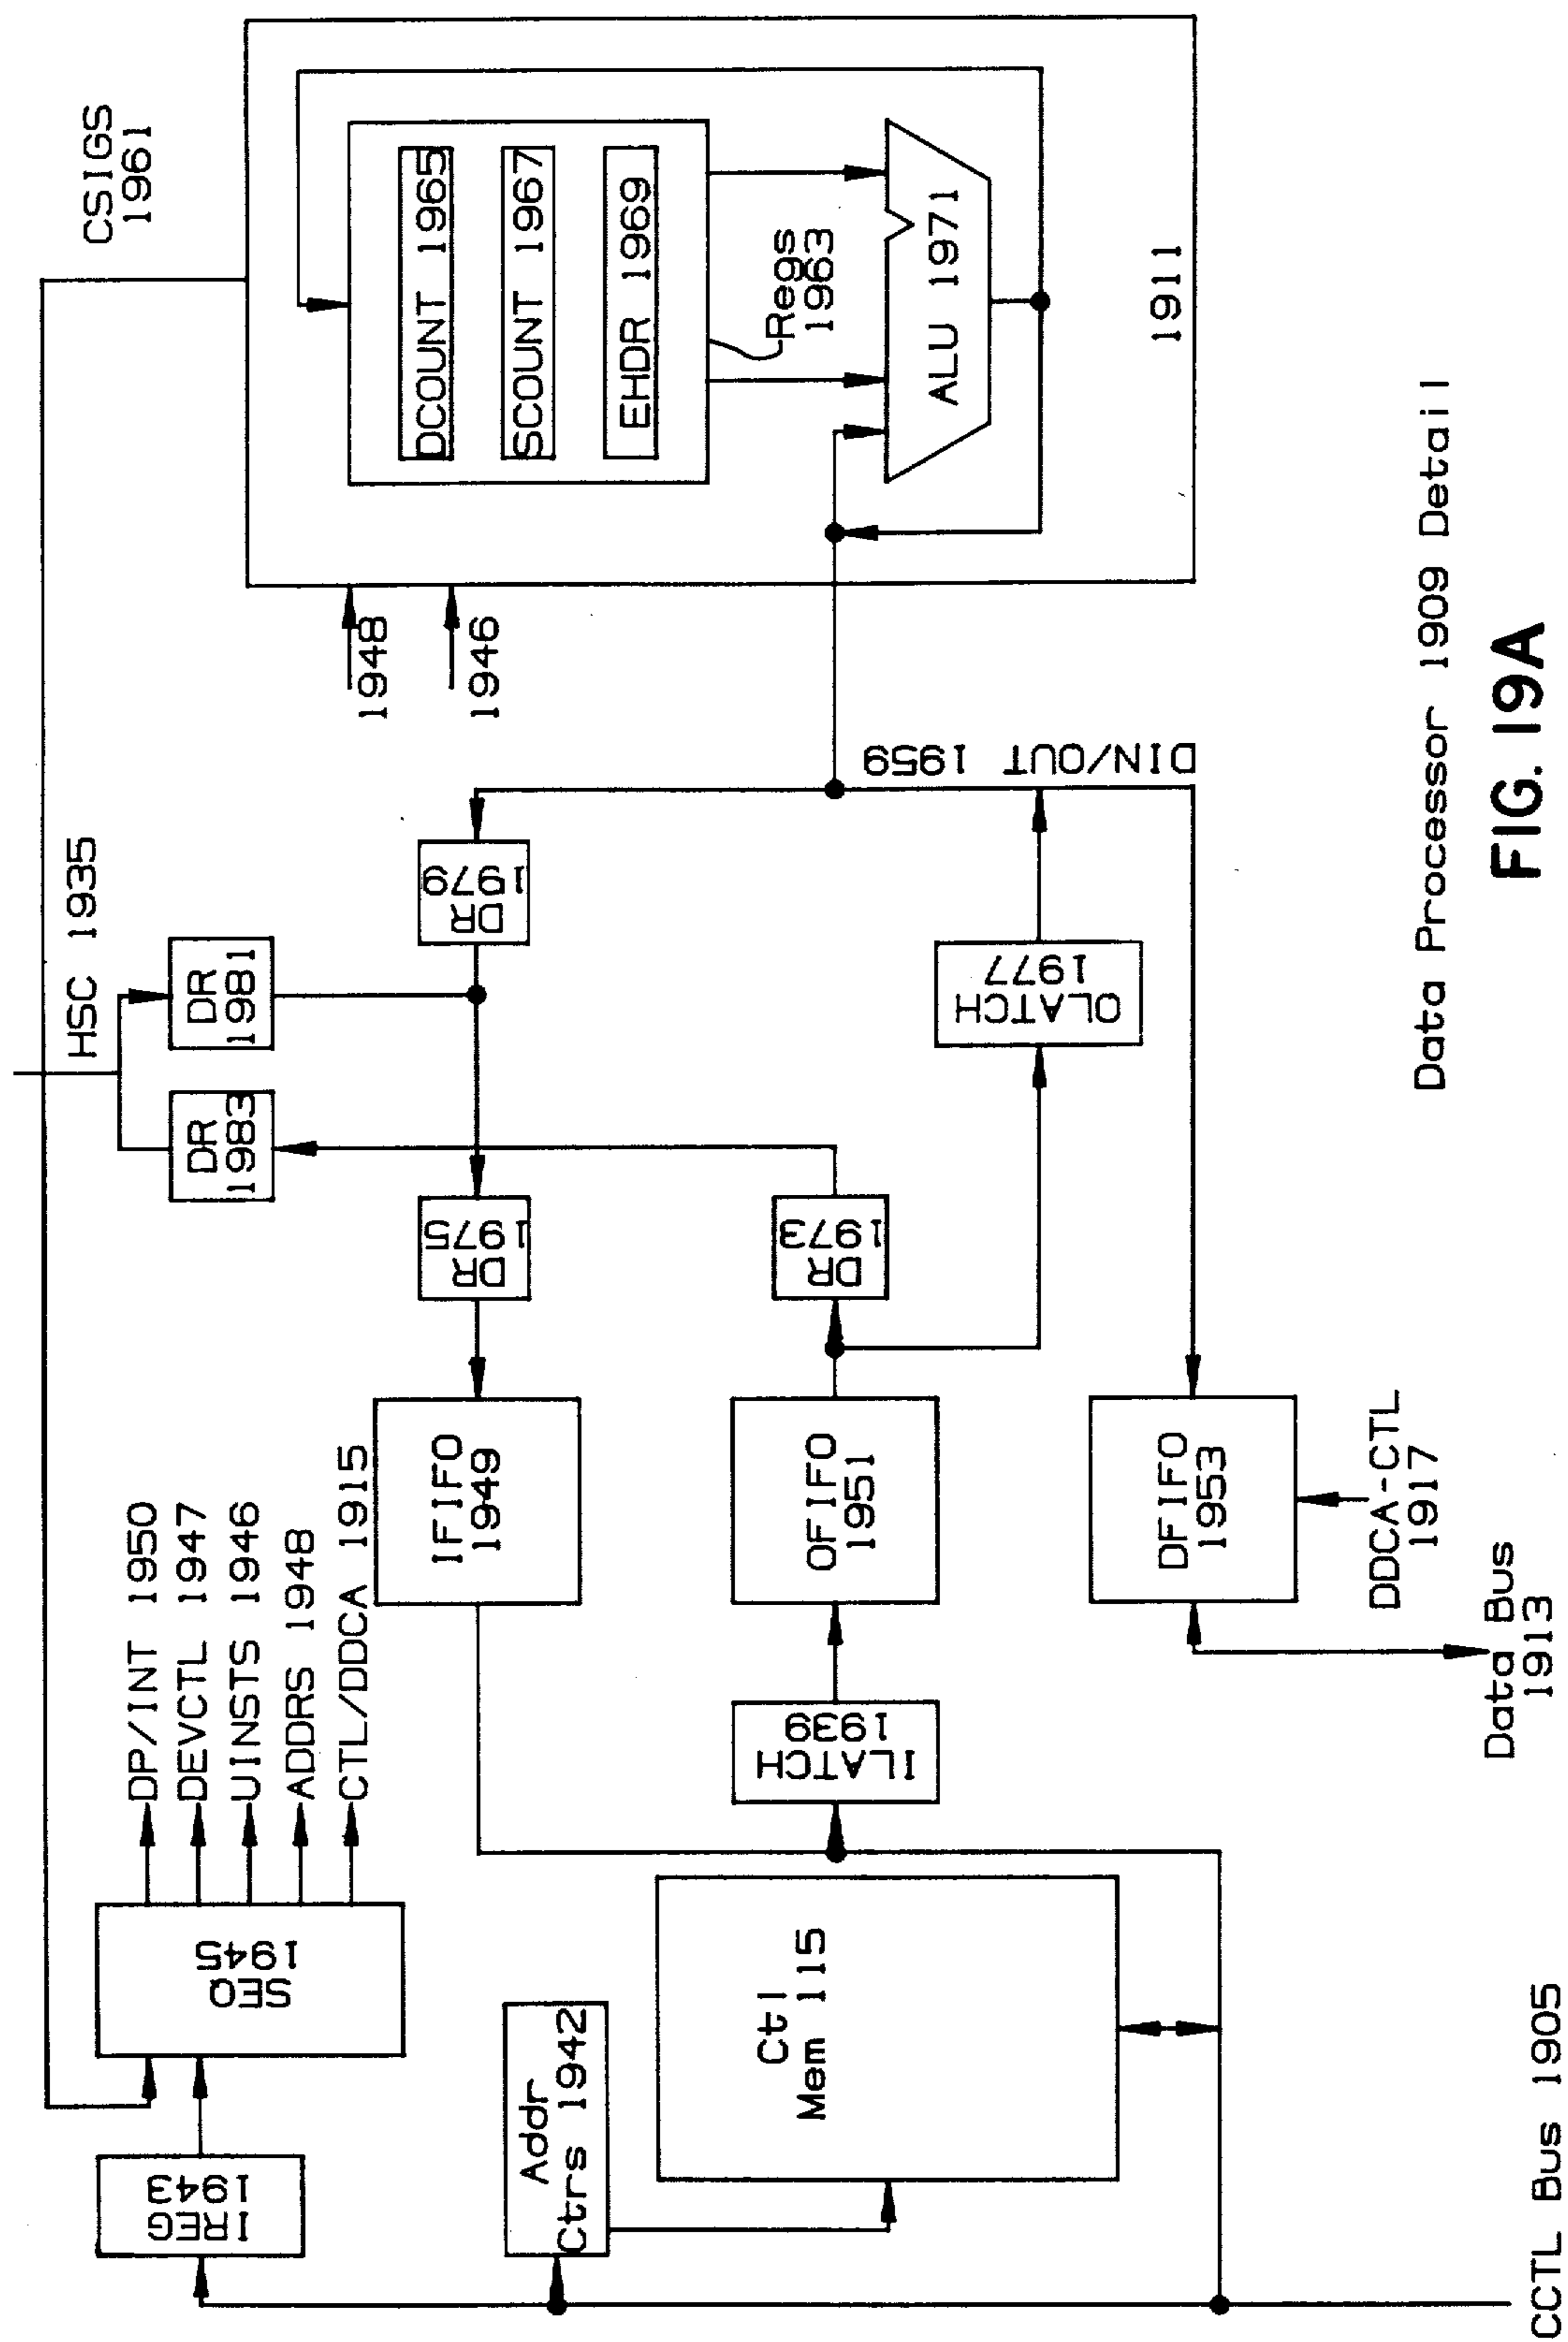 CSIGS
1961
HSC 1935
DP/INT 1950
DEVCTL 1947
UINSTS 1946
ADDRS 1948
CTL/DDCA 1915
IREG
1943
SEQ
1945
DR
1983
DR
1981
IFIFO
1949
DR
1975
DR
1979
1948
1946
DCOUNT 1965
SCOUNT 1967
EHDR 1969
Regs
1963
ALU 1971
1911
Addr
Ctrs 1942
Ctl
Mem 115
ILATCH
1939
OFIFO
1951
DR
1973
OLATCH
1977
DIN/OUT 1959
DFIFO
1953
DDCA-CTL
1917
Data Bus
1913
CCTL Bus 1905
Data Processor 1909 Detail
FIG. 19A